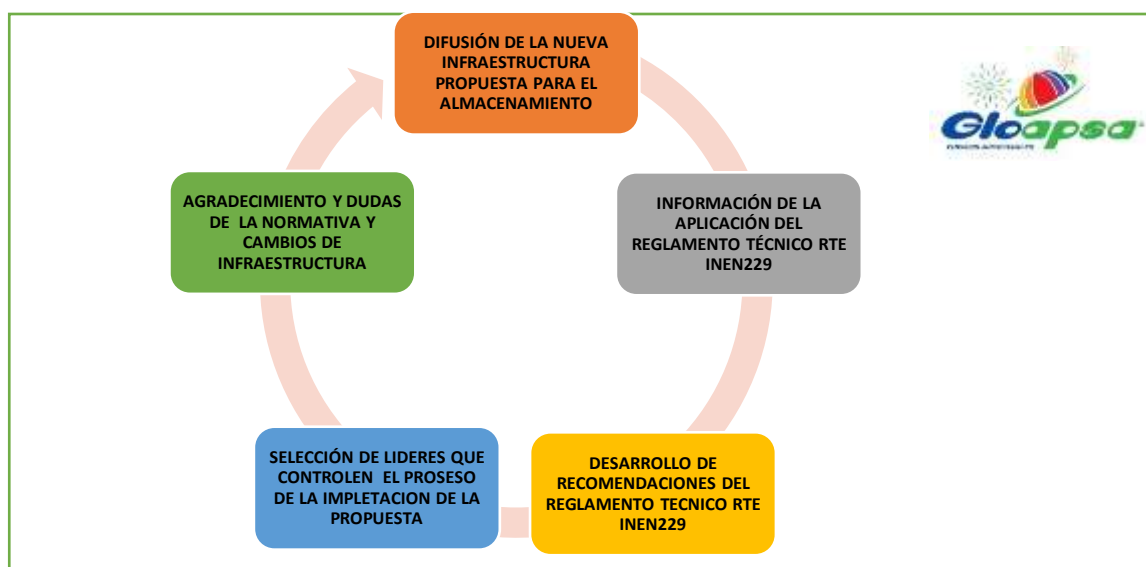 DIFUSIÓN DE LA NUEVA
INFRAESTRUCTURA
PROPUESTA PARA EL
ALMACENAMIENTO
Gloapsa
INFORMACIÓN DE LA
APLICACIÓN DEL
REGLAMENTO TÉCNICO RTE
INEN229
DESARROLLO DE
RECOMENDACIONES DEL
REGLAMENTO TECNICO RTE
INEN229
SELECCIÓN DE LIDERES QUE
CONTROLEN EL PROSESO
DE LA IMPLETACION DE LA
PROPUESTA
AGRADECIMIENTO Y DUDAS
DE LA NORMATIVA Y
CAMBIOS DE
INFRAESTRUCTURA